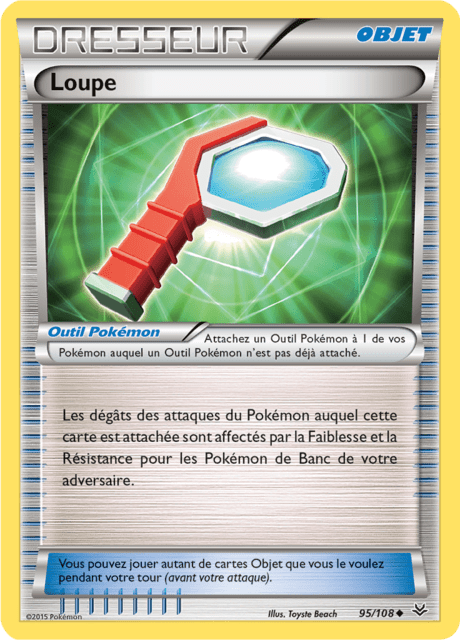 DRESSEUR
OBJET
Loupe
Outil Pokémon
Attachez un Outil Pokémon à 1 de vos
Pokémon auquel un Outil Pokémon n'est pas déjà attaché.
Les dégâts des attaques du Pokémon auquel cette
carte est attachée sont affectés par la Faiblesse et la
Résistance pour les Pokémon de Banc de votre
adversaire.
Vous pouvez jouer autant de cartes Objet que vous le voulez
pendant votre tour (avant votre attaque).
©2015 Pokémon
Illus. Toyste Beach
95/108